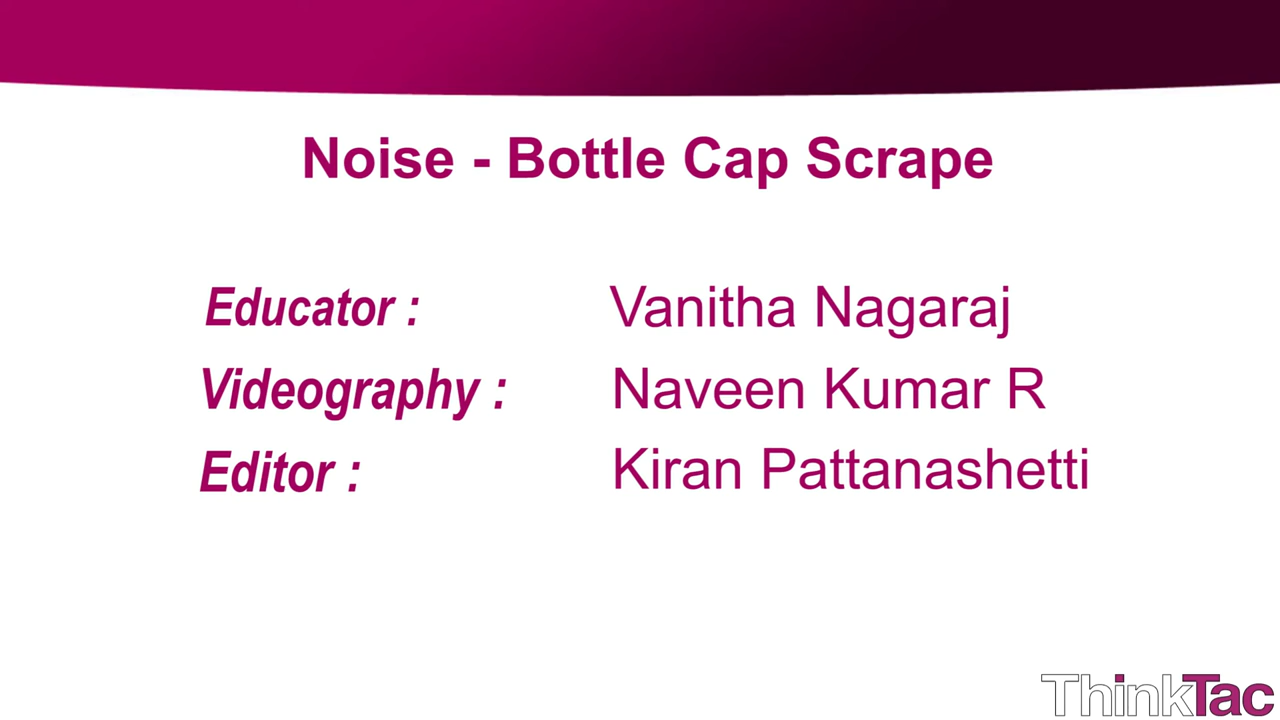 Noise - Bottle Cap Scrape
Educator : Vanitha Nagaraj
Videography : Naveen Kumar R
Editor : Kiran Pattanashetti
ThinkTac